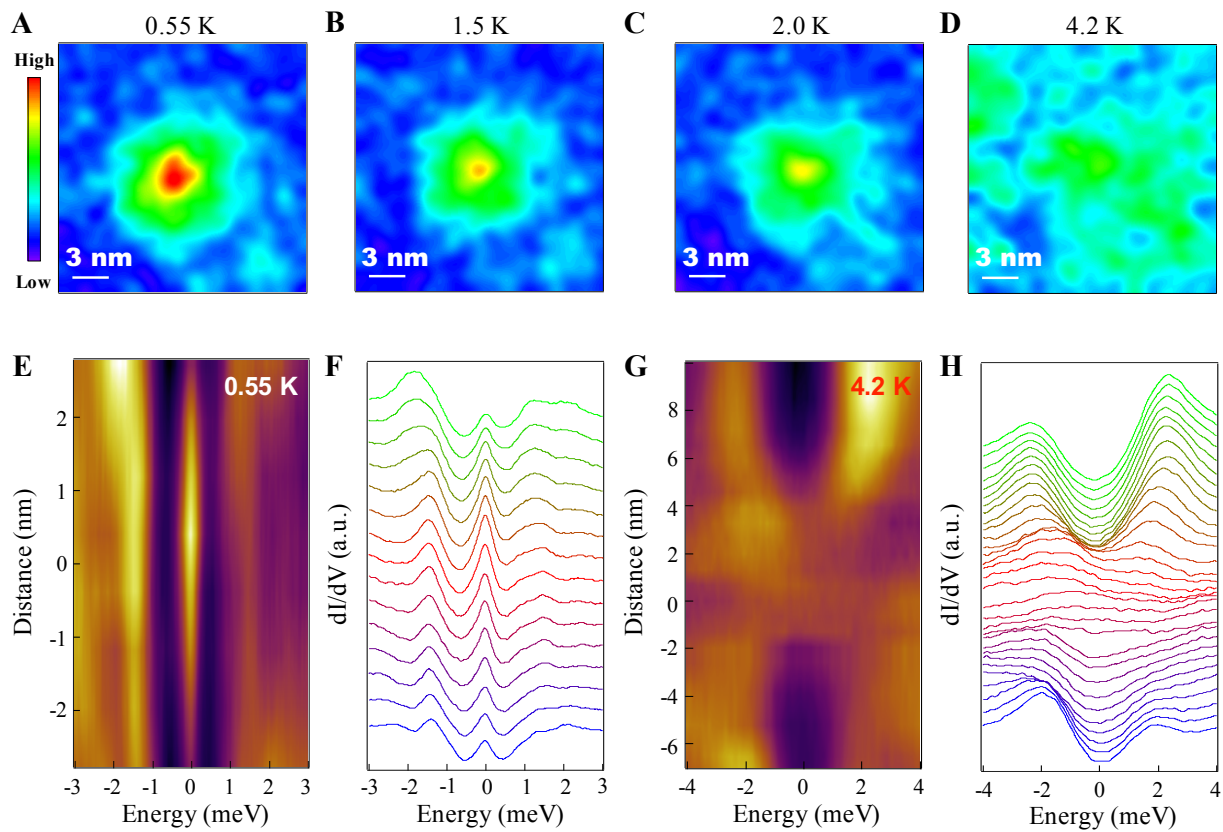 A 0.55 K B 1.5 K C 2.0 K D 4.2 K
High
Low
3 nm 3 nm 3 nm 3 nm
E F G H
0.55 K 4.2 K
Distance (nm)
2
1
0
-1
-2
-3 -2 -1 0 1 2 3
Energy (meV)
dI/dV (a.u.)
-3 -2 -1 0 1 2 3
Energy (meV)
Distance (nm)
8
6
4
2
0
-2
-4
-6
-4 -2 0 2 4
Energy (meV)
dI/dV (a.u.)
-4 -2 0 2 4
Energy (meV)